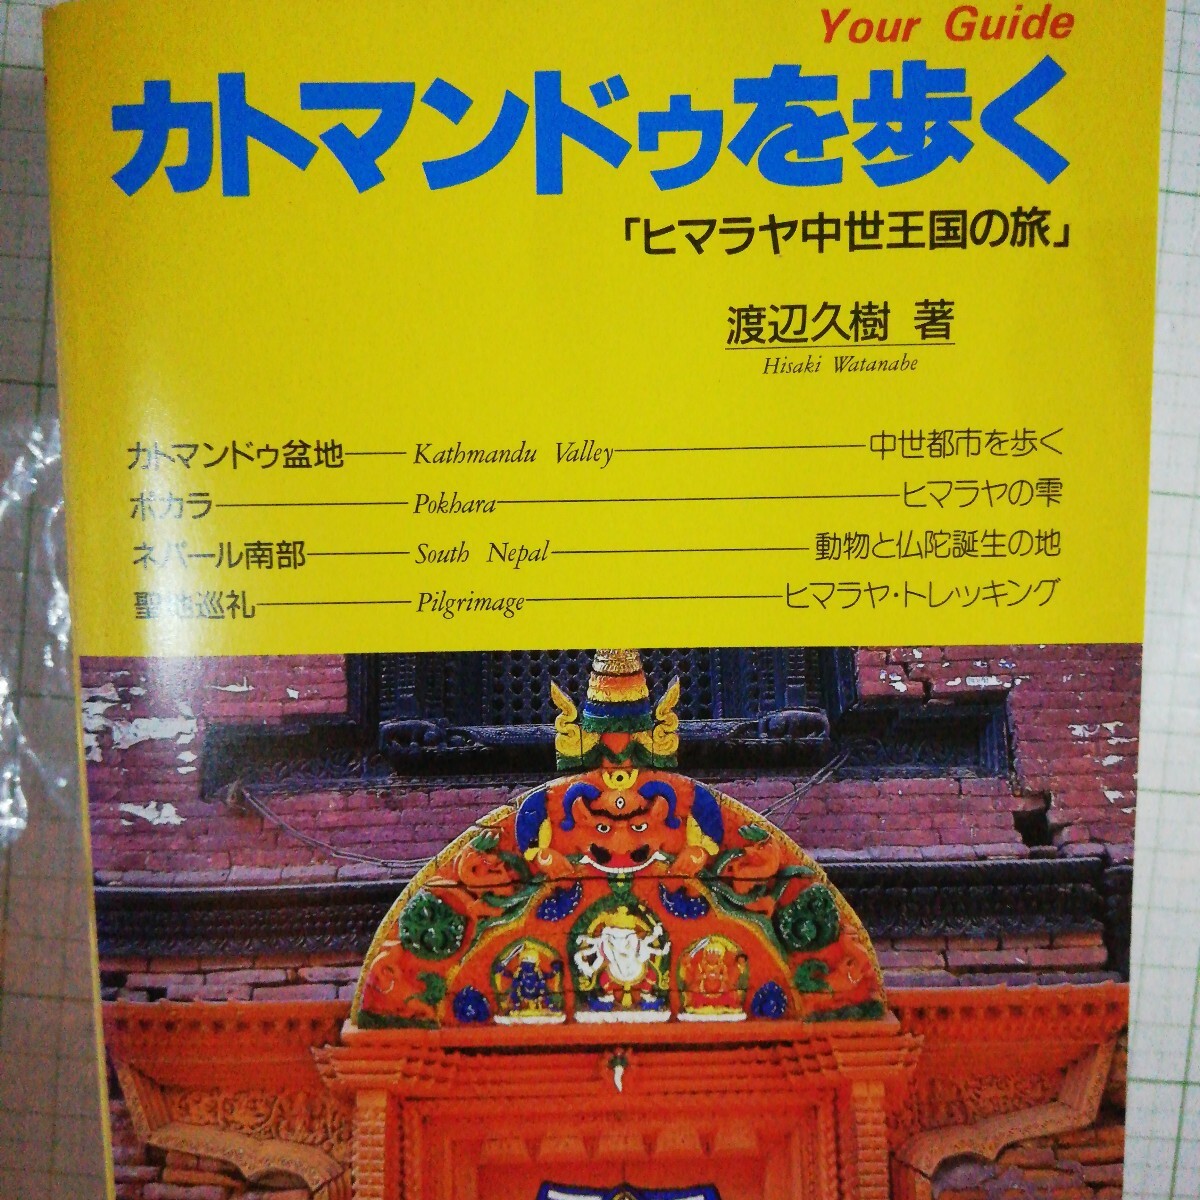 Your Guide
カトマンドゥを歩く
「ヒマラヤ中世王国の旅」
渡辺久樹 著
Hisaki Watanabe
カトマンドゥ盆地 Kathmandu Valley 中世都市を歩く
ポカラ Pokhara ヒマラヤの雫
ネパール南部 South Nepal 動物と仏陀誕生の地
聖地巡礼 Pilgrimage ヒマラヤ・トレッキング